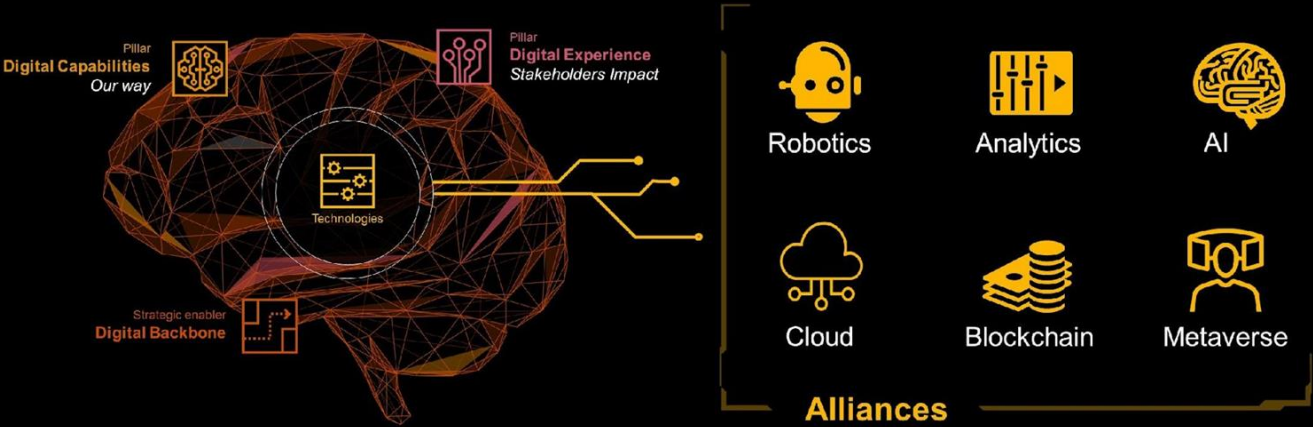 Pillar
Digital Capabilities
Our way
Pillar
Digital Experience
Stakeholders Impact
Technologies
Strategic enabler
Digital Backbone
Robotics
Analytics
AI
Cloud
Blockchain
Metaverse
Alliances